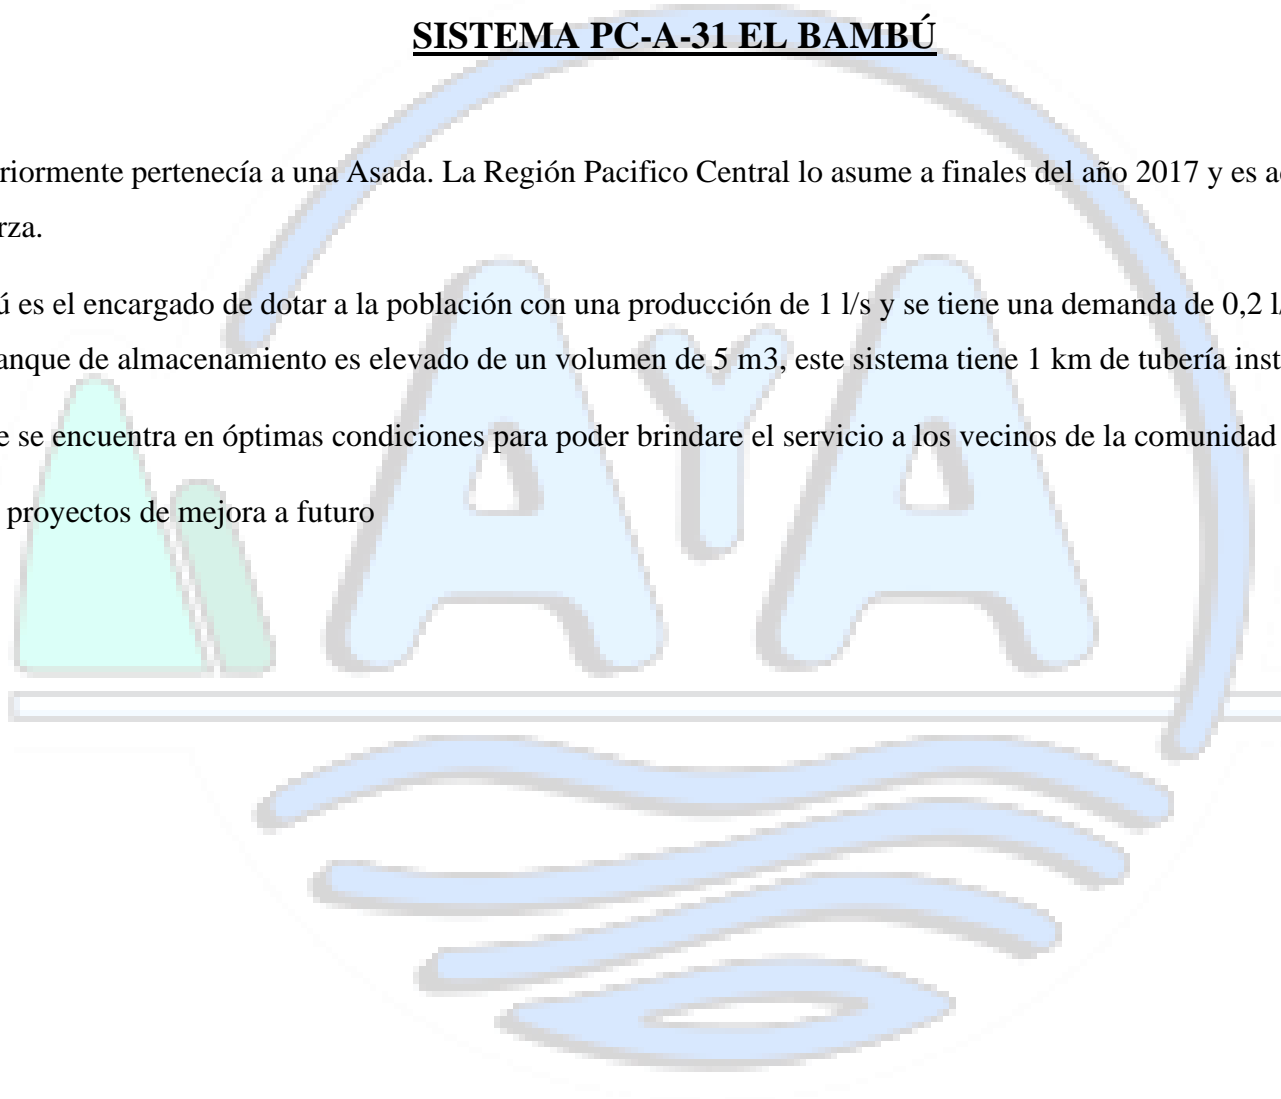 SISTEMA PC-A-31 EL BAMBÚ
riormente pertenecía a una Asada. La Región Pacifico Central lo asume a finales del año 2017 y es a
rza.
ú es el encargado de dotar a la población con una producción de 1 l/s y se tiene una demanda de 0,2 l/
anque de almacenamiento es elevado de un volumen de 5 m3, este sistema tiene 1 km de tubería inst
e se encuentra en óptimas condiciones para poder brindare el servicio a los vecinos de la comunidad
proyectos de mejora a futuro
AYA